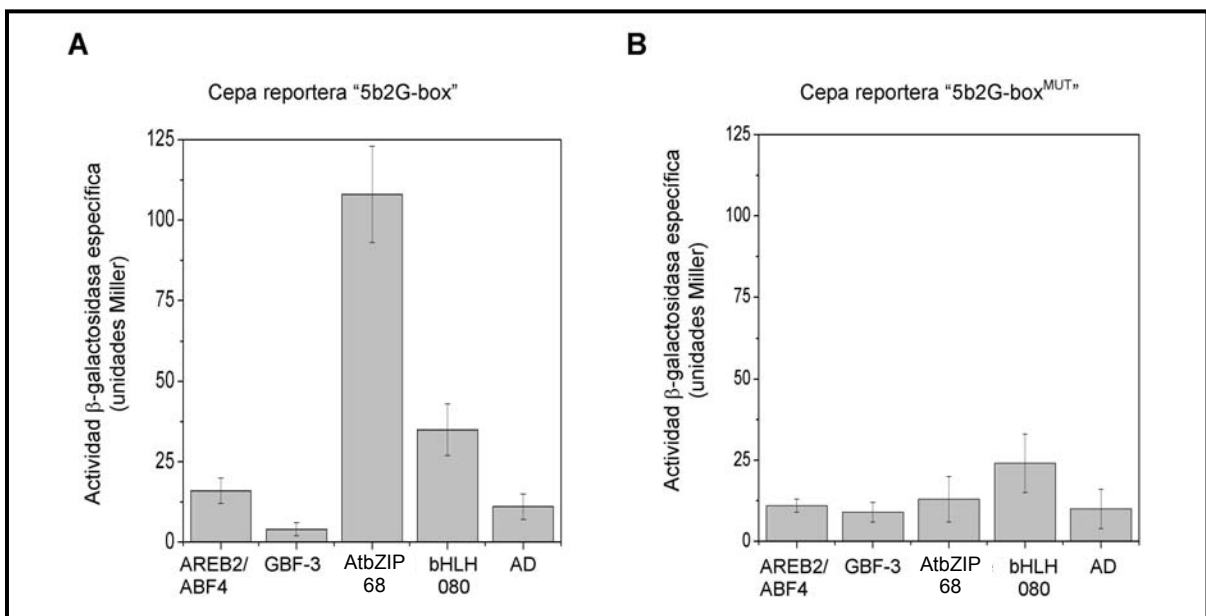 A
Cepa reportera “5b2G-box”
Actividad β-galactosidasa específica
(unidades Miller)
125
100
75
50
25
0
AREB2/
ABF4
GBF-3
AtbZIP
68
bHLH
080
AD
B
Cepa reportera “5b2G-boxMUT”
Actividad β-galactosidasa específica
(unidades Miller)
125
100
75
50
25
0
AREB2/
ABF4
GBF-3
AtbZIP
68
bHLH
080
AD